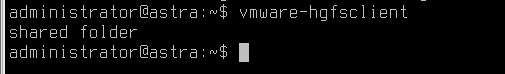 administrator@astra:~$ vmware-hgfsclient
shared folder
administrator@astra:~$